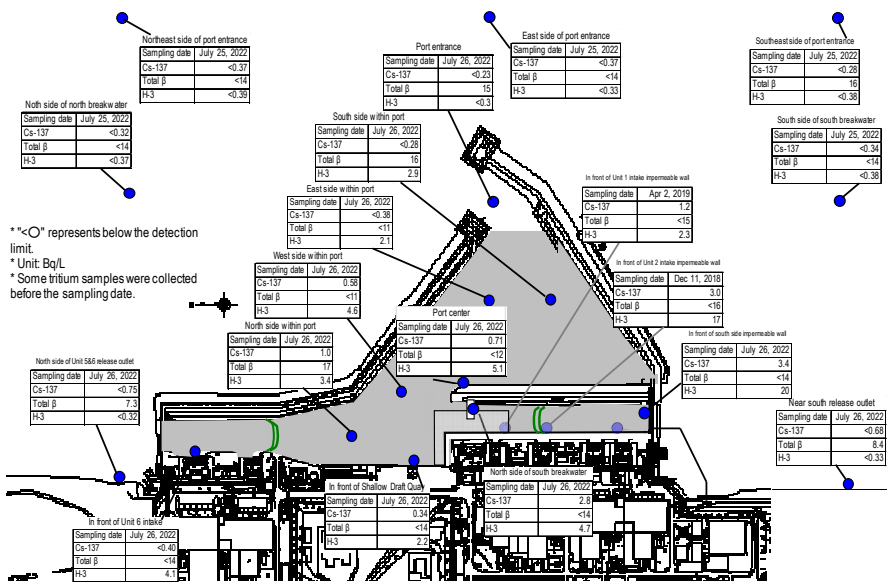 Northeast side of port entrance
Sampling date July 25, 2022
Cs-137 <0.37
Total β <14
H-3 <0.39
Port entrance
Sampling date July 26, 2022
Cs-137 <0.23
Total β 15
H-3 <0.3
East side of port entrance
Sampling date July 25, 2022
Cs-137 <0.37
Total β <14
H-3 <0.33
Southeast side of port entrance
Sampling date July 25, 2022
Cs-137 <0.28
Total β 16
H-3 <0.38
Noth side of north breakwater
Sampling date July 25, 2022
Cs-137 <0.32
Total β <14
H-3 <0.37
South side within port
Sampling date July 26, 2022
Cs-137 <0.28
Total β 16
H-3 2.9
South side of south breakwater
Sampling date July 25, 2022
Cs-137 <0.34
Total β <14
H-3 <0.38
East side within port
Sampling date July 26, 2022
Cs-137 <0.38
Total β <11
H-3 2.1
In front of Unit 1 intake impermeable wall
Sampling date Apr 2, 2019
Cs-137 1.2
Total β <15
H-3 2.3
* "<O" represents below the detection
limit.
* Unit: Bq/L
* Some tritium samples were collected
before the sampling date.
West side within port
Sampling date July 26, 2022
Cs-137 0.58
Total β <11
H-3 4.6
In front of Unit 2 intake impermeable wall
Sampling date Dec 11, 2018
Cs-137 3.0
Total β <16
H-3 17
North side within port
Sampling date July 26, 2022
Cs-137 1.0
Total β 17
H-3 3.4
Port center
Sampling date July 26, 2022
Cs-137 0.71
Total β <12
H-3 5.1
In front of south side impermeable wall
Sampling date July 26, 2022
Cs-137 3.4
Total β <14
H-3 20
North side of Unit 5&6 release outlet
Sampling date July 26, 2022
Cs-137 <0.75
Total β 7.3
H-3 <0.32
Near south release outlet
Sampling date July 26, 2022
Cs-137 <0.68
Total β 8.4
H-3 <0.33
In front of Shallow Draft Quay
Sampling date July 26, 2022
Cs-137 0.34
Total β <14
H-3 2.2
North side of south breakwater
Sampling date July 26, 2022
Cs-137 2.8
Total β <14
H-3 4.7
In front of Unit 6 intake
Sampling date July 26, 2022
Cs-137 <0.40
Total β <14
H-3 4.1